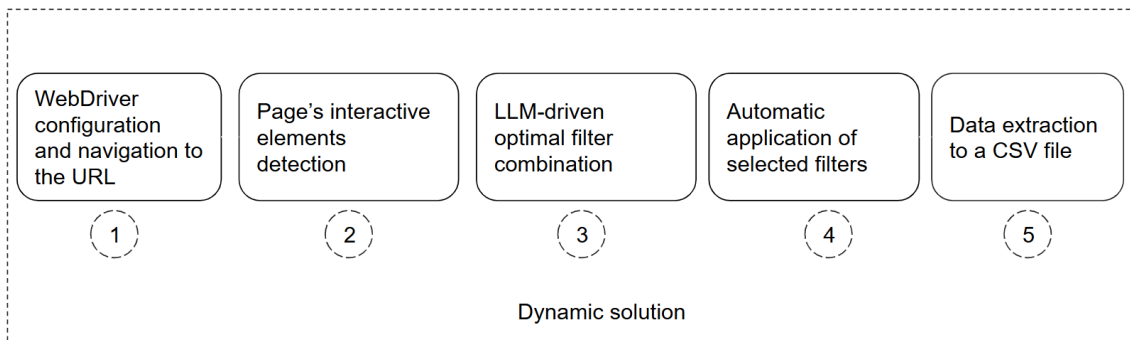 WebDriver
configuration
and navigation to
the URL
Page's interactive
elements
detection
LLM-driven
optimal filter
combination
Automatic
application of
selected filters
Data extraction
to a CSV file
1
2
3
4
5
Dynamic solution